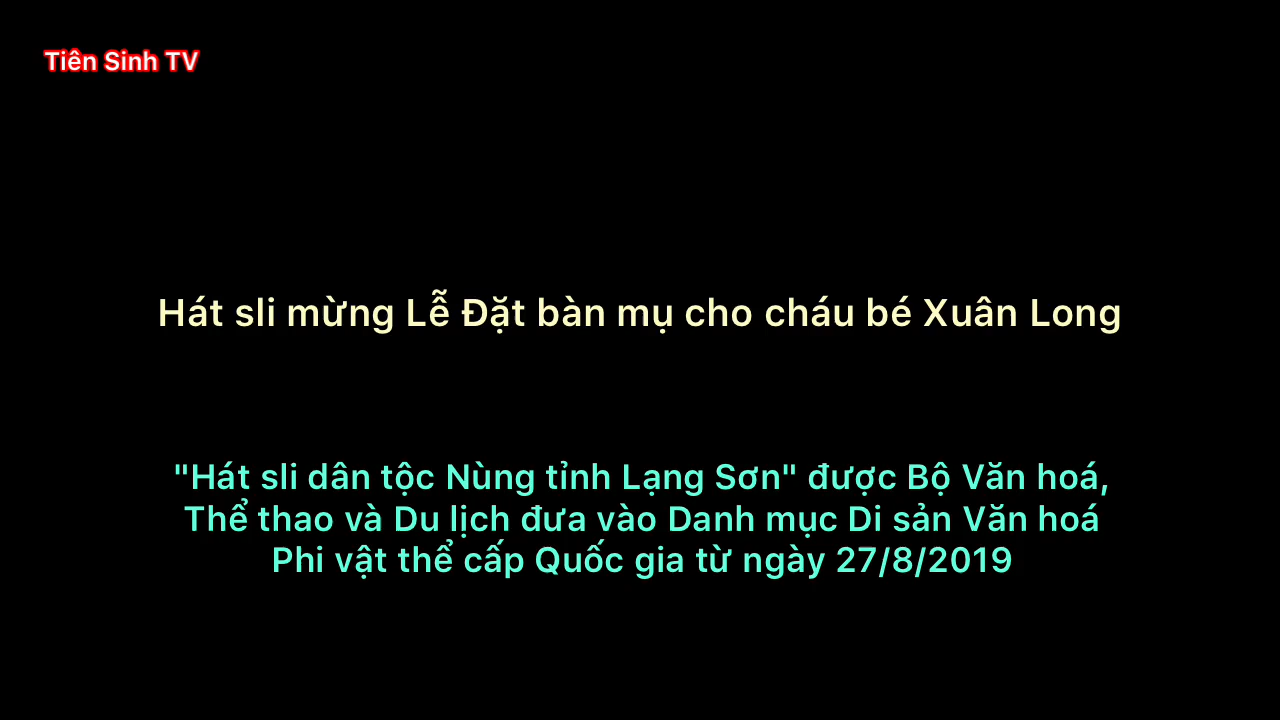 Tiên Sinh TV
Hát sli mừng Lễ Đặt bàn mụ cho cháu bé Xuân Long
"Hát sli dân tộc Nùng tỉnh Lạng Sơn" được Bộ Văn hoá,
Thể thao và Du lịch đưa vào Danh mục Di sản Văn hoá
Phi vật thể cấp Quốc gia từ ngày 27/8/2019